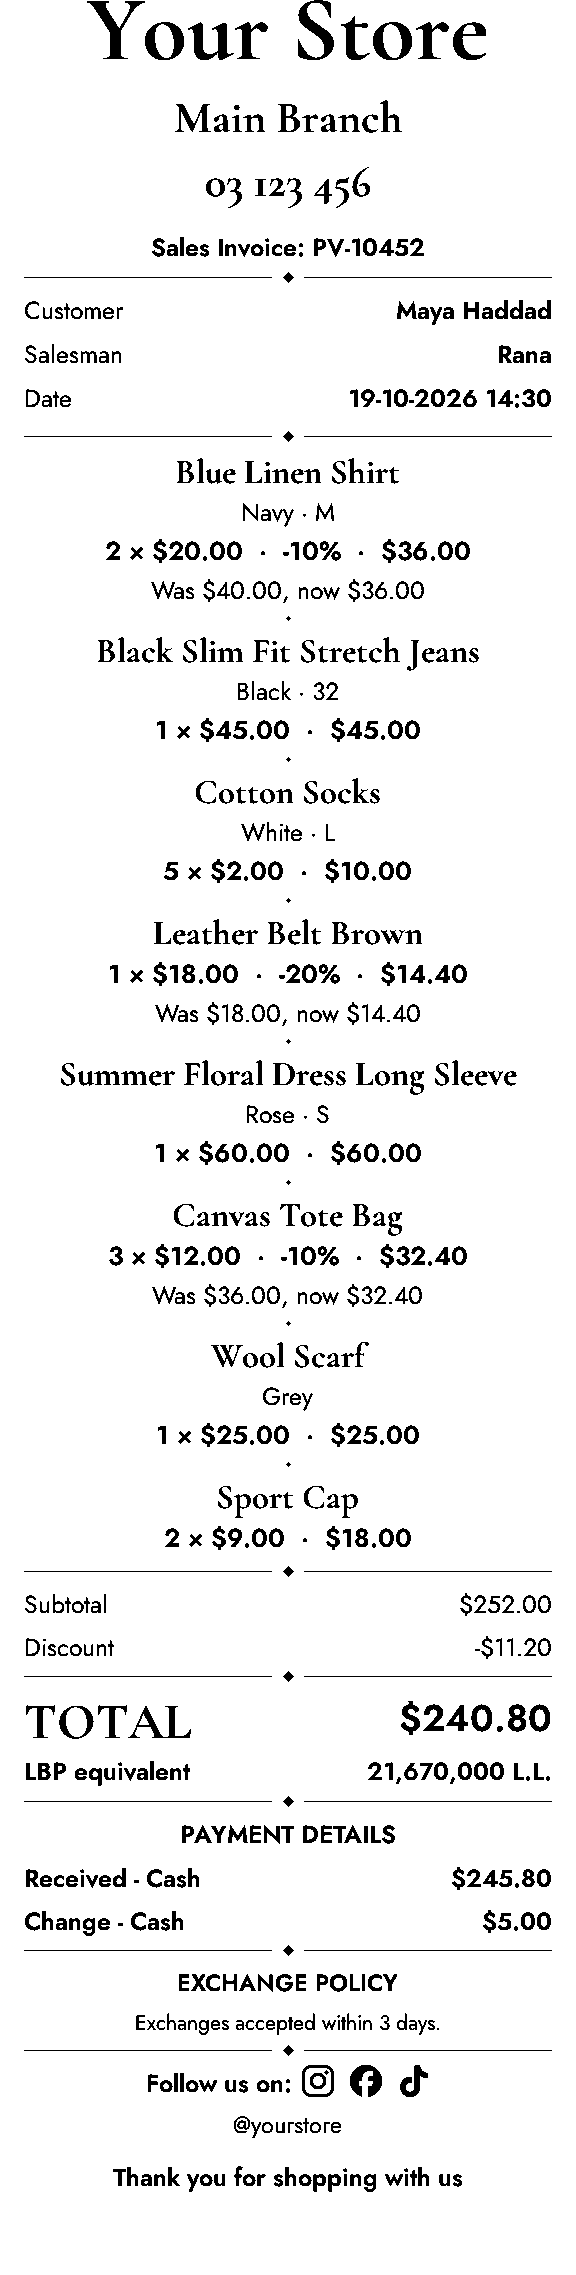 Your Store
Main Branch
03 123 456
Sales Invoice: PV-10452
Customer Maya Haddad
Salesman Rana
Date 19-10-2026 14:30
Blue Linen Shirt
Navy · M
2 × $20.00 · -10% · $36.00
Was $40.00, now $36.00
Black Slim Fit Stretch Jeans
Black · 32
1 × $45.00 · $45.00
Cotton Socks
White · L
5 × $2.00 · $10.00
Leather Belt Brown
1 × $18.00 · -20% · $14.40
Was $18.00, now $14.40
Summer Floral Dress Long Sleeve
Rose · S
1 × $60.00 · $60.00
Canvas Tote Bag
3 × $12.00 · -10% · $32.40
Was $36.00, now $32.40
Wool Scarf
Grey
1 × $25.00 · $25.00
Sport Cap
2 × $9.00 · $18.00
Subtotal $252.00
Discount -$11.20
TOTAL $240.80
LBP equivalent 21,670,000 L.L.
PAYMENT DETAILS
Received - Cash $245.80
Change - Cash $5.00
EXCHANGE POLICY
Exchanges accepted within 3 days.
Follow us on:
@yourstore
Thank you for shopping with us